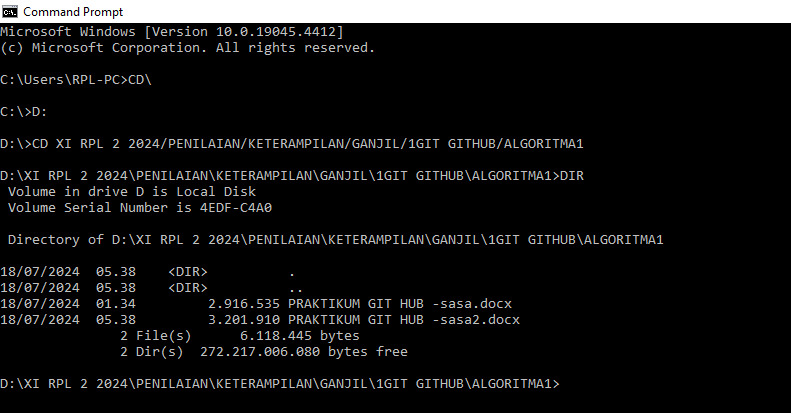 Command Prompt
Microsoft Windows [Version 10.0.19045.4412]
(c) Microsoft Corporation. All rights reserved.
C:\Users\RPL-PC>CD\
C:\>D:
D:\>CD XI RPL 2 2024/PENILAIAN/KETERAMPILAN/GANJIL/1GIT GITHUB/ALGORITMA1
D:\XI RPL 2 2024\PENILAIAN\KETERAMPILAN\GANJIL\1GIT GITHUB\ALGORITMA1>DIR
 Volume in drive D is Local Disk
 Volume Serial Number is 4EDF-C4A0
 Directory of D:\XI RPL 2 2024\PENILAIAN\KETERAMPILAN\GANJIL\1GIT GITHUB\ALGORITMA1
18/07/2024  05.38    <DIR>          .
18/07/2024  05.38    <DIR>          ..
18/07/2024  01.34         2.916.535 PRAKTIKUM GIT HUB -sasa.docx
18/07/2024  05.38         3.201.910 PRAKTIKUM GIT HUB -sasa2.docx
               2 File(s)      6.118.445 bytes
               2 Dir(s)  272.217.006.080 bytes free
D:\XI RPL 2 2024\PENILAIAN\KETERAMPILAN\GANJIL\1GIT GITHUB\ALGORITMA1>